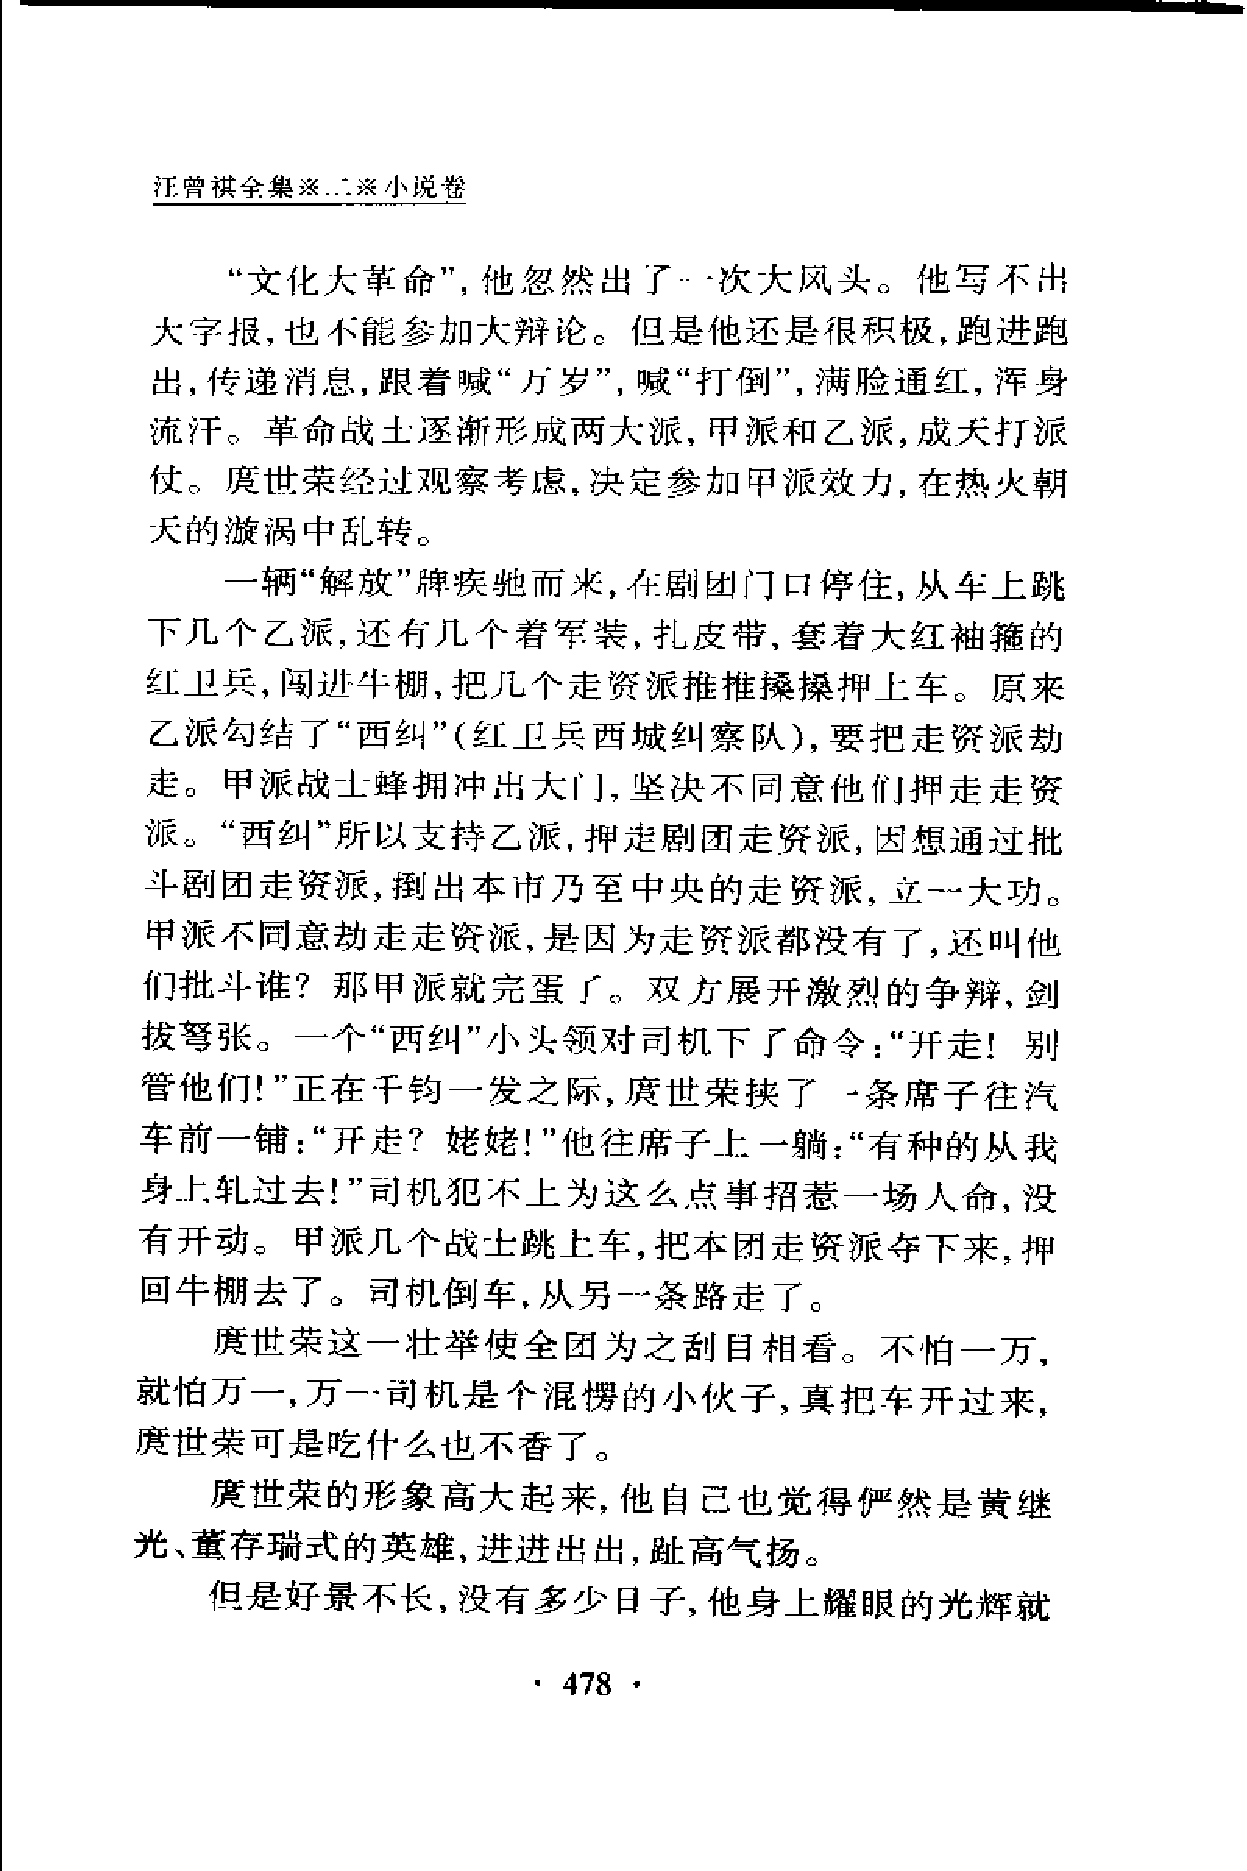 汪曾祺全集※二※小说卷
“文化大革命”,他忽然出了一次大风头。他写不出
大字报,也不能参加大辩论。但是他还是很积极,跑进跑
出,传递消息,跟着喊“万岁”,喊“打倒”,满脸通红,浑身
流汗。革命战士逐渐形成两大派,甲派和乙派,成天打派
仗。庹世荣经过观察考虑,决定参加甲派效力,在热火朝
天的漩涡中乱转。
一辆“解放”牌疾驰而来,在剧团门口停住,从车上跳
下几个乙派,还有几个着军装,扎皮带,套着大红袖箍的
红卫兵,闯进牛棚,把几个走资派推推搡搡押上车。原来
乙派勾结了“西纠”(红卫兵西城纠察队),要把走资派劫
走。甲派战士蜂拥冲出大门,坚决不同意他们押走走资
派。“西纠”所以支持乙派,押走剧团走资派,因想通过批
斗剧团走资派,捯出本市乃至中央的走资派,立一大功。
甲派不同意劫走走资派,是因为走资派都没有了,还叫他
们批斗谁?那甲派就完蛋了。双方展开激烈的争辩,剑
拔弩张。一个“西纠”小头领对司机下了命令:“开走!别
管他们!”正在千钧一发之际,庹世荣挟了一条席子往汽
车前一铺:“开走?姥姥!”他往席子上一躺:“有种的从我
身上轧过去!”司机犯不上为这么点事招惹一场人命,没
有开动。甲派几个战士跳上车,把本团走资派夺下来,押
回牛棚去了。司机倒车,从另一条路走了。
庹世荣这一壮举使全团为之刮目相看。不怕一万,
就怕万一,万一司机是个混愣的小伙子,真把车开过来,
庹世荣可是吃什么也不香了。
庹世荣的形象高大起来,他自己也觉得俨然是黄继
光、董存瑞式的英雄,进进出出,趾高气扬。
但是好景不长,没有多少日子,他身上耀眼的光辉就
· 478 ·